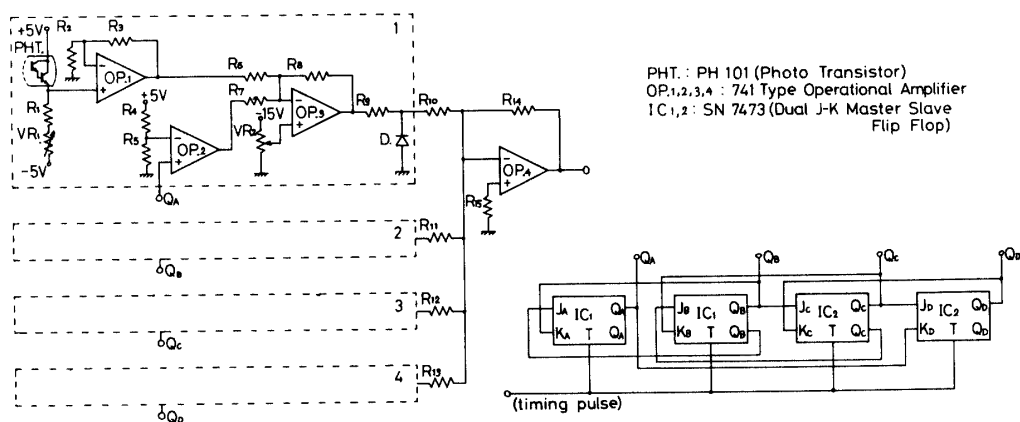 +5V
PHT.
R2
R3
1
OP.1
R1
VR1
-5V
+5V
R4
R5
OP.2
QA
R6
R7
R8
-15V
VR2
OP.3
R9
D.
R10
R14
OP.4
R15
2
R11
QB
3
R12
QC
4
R13
QD
PHT. : PH 101 (Photo Transistor)
OP.1,2,3,4 : 741 Type Operational Amplifier
IC1,2 : SN 7473 (Dual J-K Master Slave
Flip Flop)
QA
QB
QC
QD
JA IC1 QA
KA T QA
JB IC1 QB
KB T QB
JC IC2 QC
KC T QC
JD IC2 QD
KD T QD
(timing pulse)